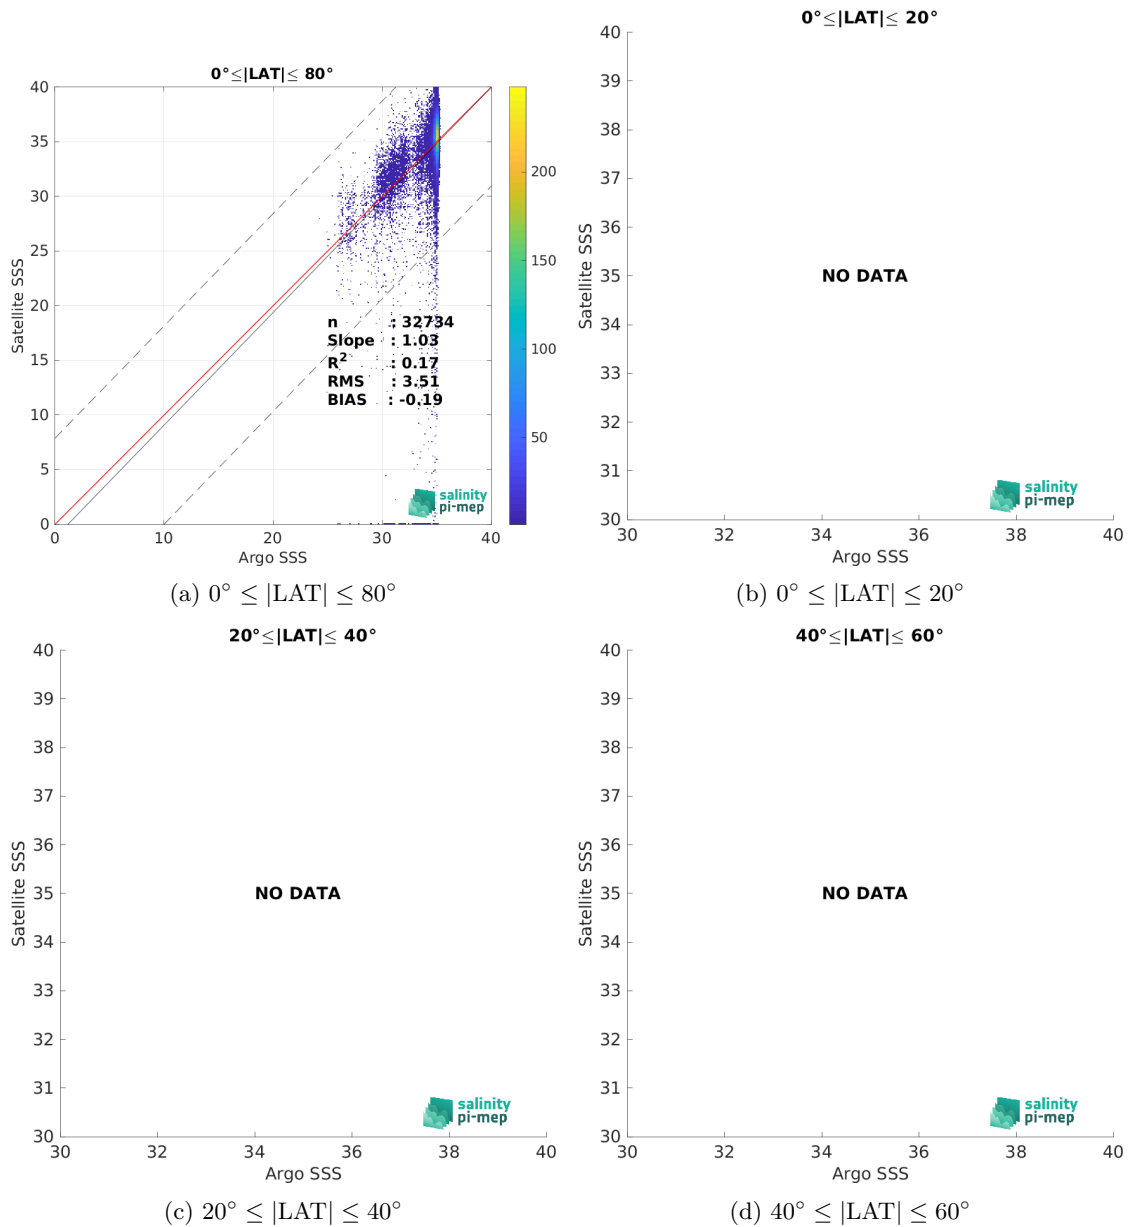 0°≤|LAT|≤ 80°
40
35
30
25
20
15
10
5
0
0
10
20
30
40
Satellite SSS
Argo SSS
200
150
100
50
n : 32734
Slope : 1.03
R2 : 0.17
RMS : 3.51
BIAS : -0.19
salinity
pi-mep
(a) 0° ≤ |LAT| ≤ 80°
0°≤|LAT|≤ 20°
40
39
38
37
36
35
34
33
32
31
30
30
32
34
36
38
40
Satellite SSS
Argo SSS
NO DATA
salinity
pi-mep
(b) 0° ≤ |LAT| ≤ 20°
20°≤|LAT|≤ 40°
40
39
38
37
36
35
34
33
32
31
30
30
32
34
36
38
40
Satellite SSS
Argo SSS
NO DATA
salinity
pi-mep
(c) 20° ≤ |LAT| ≤ 40°
40°≤|LAT|≤ 60°
40
39
38
37
36
35
34
33
32
31
30
30
32
34
36
38
40
Satellite SSS
Argo SSS
NO DATA
salinity
pi-mep
(d) 40° ≤ |LAT| ≤ 60°